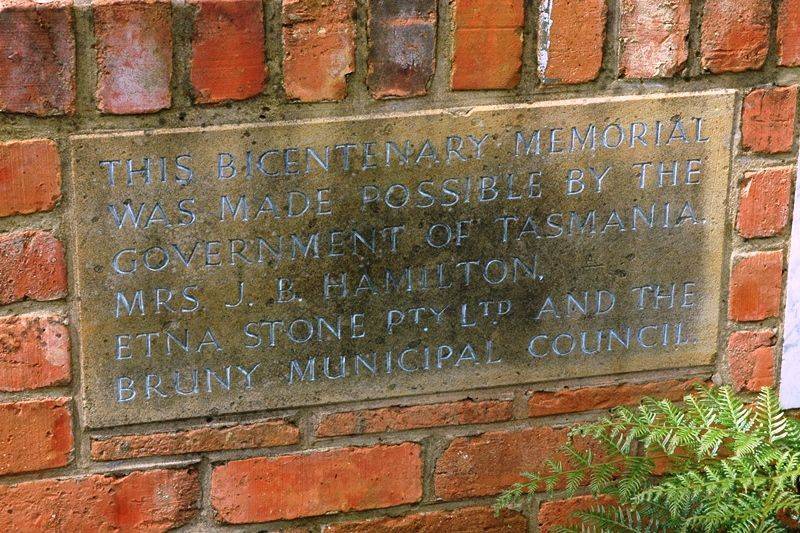 THIS BICENTENARY MEMORIAL
WAS MADE POSSIBLE BY THE
GOVERNMENT OF TASMANIA.
MRS J. B. HAMILTON.
ETNA STONE PTY LTD AND THE
BRUNY MUNICIPAL COUNCIL.